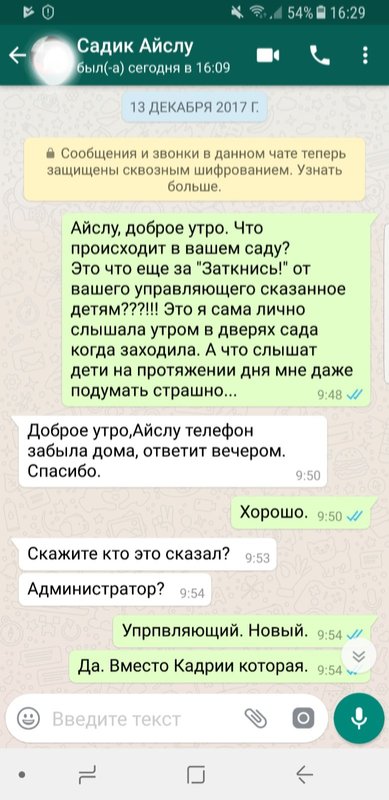 54% 16:29
Садик Айслу
был(-а) сегодня в 16:09
13 ДЕКАБРЯ 2017 Г.
Сообщения и звонки в данном чате теперь
защищены сквозным шифрованием. Узнать
больше.
Айслу, доброе утро. Что
происходит в вашем саду?
Это что еще за "Заткнись!" от
вашего управляющего сказанное
детям???!!! Это я сама лично
слышала утром в дверях сада
когда заходила. А что слышат
дети на протяжении дня мне даже
подумать страшно...
9:48
Доброе утро,Айслу телефон
забыла дома, ответит вечером.
Спасибо.
9:50
Хорошо. 9:50
Скажите кто это сказал? 9:53
Администратор? 9:54
Упрпвляющий. Новый. 9:54
Да. Вместо Кадрии которая. 9:54
Введите текст